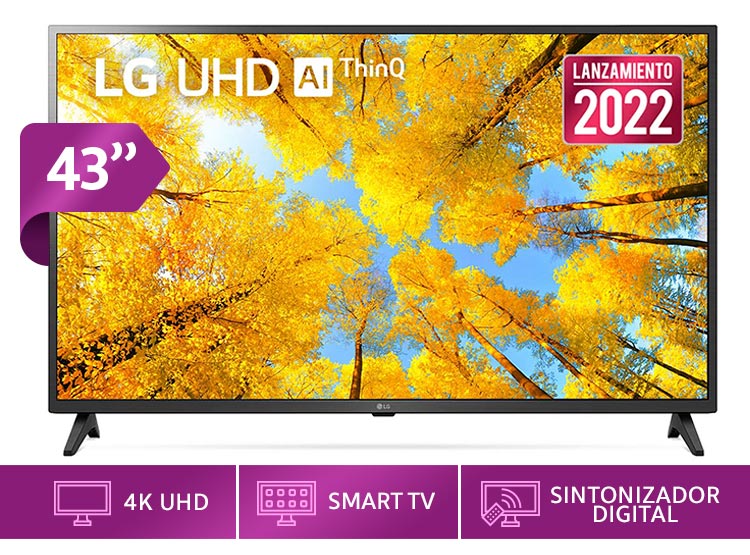 LG UHD AI ThinQ
LANZAMIENTO
2022
43”
LG
4K UHD
SMART TV
SINTONIZADOR
DIGITAL